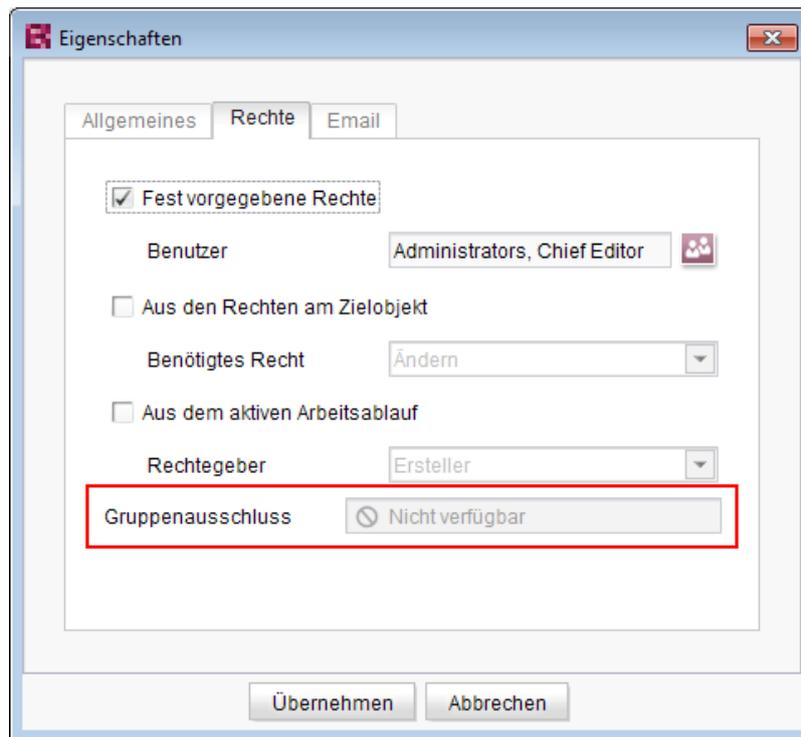 Eigenschaften
Allgemeines Rechte Email
Fest vorgegebene Rechte
Benutzer Administrators, Chief Editor
Aus den Rechten am Zielobjekt
Benötigtes Recht Ändern
Aus dem aktiven Arbeitsablauf
Rechtegeber Ersteller
Gruppenausschluss Nicht verfügbar
Übernehmen Abbrechen